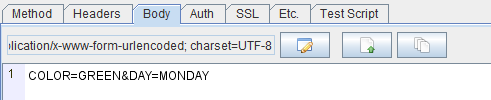 Method Headers Body Auth SSL Etc. Test Script
plication/x-www-form-urlencoded; charset=UTF-8
1 COLOR=GREEN&DAY=MONDAY